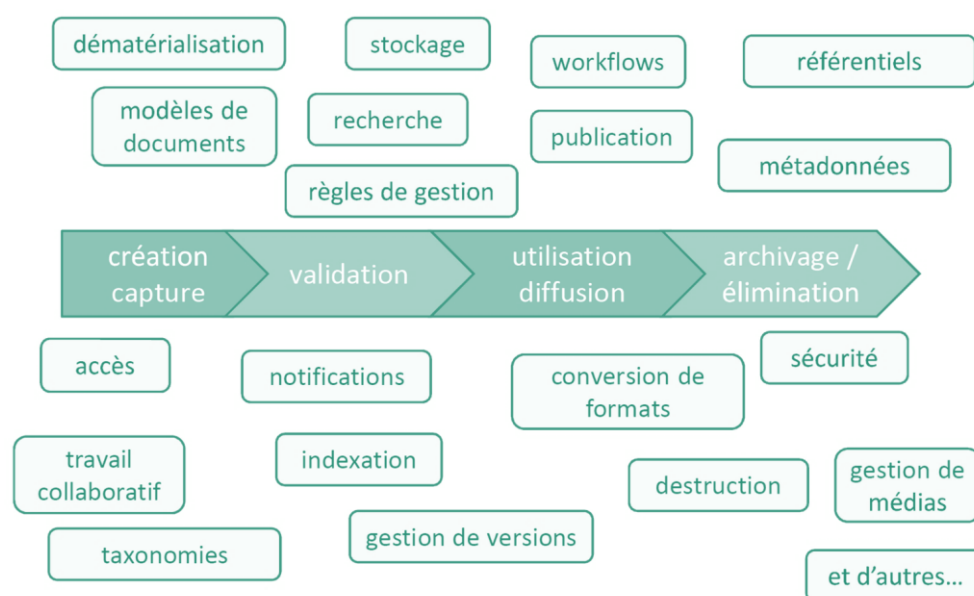 dématérialisation
stockage
workflows
référentiels
modèles de
documents
recherche
publication
métadonnées
règles de gestion
création
capture
validation
utilisation
diffusion
archivage /
élimination
accès
notifications
conversion de
formats
sécurité
travail
collaboratif
indexation
destruction
gestion de
médias
taxonomies
gestion de versions
et d’autres...